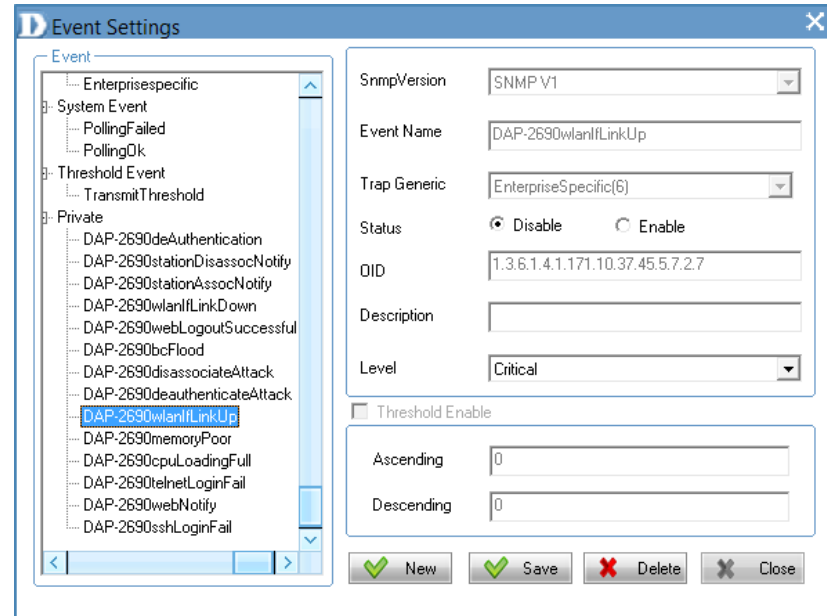 D Event Settings
Event
Enterprisespecific
System Event
PollingFailed
PollingOk
Threshold Event
TransmitThreshold
Private
DAP-2690deAuthentication
DAP-2690stationDisassocNotify
DAP-2690stationAssocNotify
DAP-2690wlanIfLinkDown
DAP-2690webLogoutSuccessful
DAP-2690bcFlood
DAP-2690disassociateAttack
DAP-2690deauthenticateAttack
DAP-2690wlanIfLinkUp
DAP-2690memoryPoor
DAP-2690cpuLoadingFull
DAP-2690telnetLoginFail
DAP-2690webNotify
DAP-2690sshLoginFail
SnmpVersion SNMP V1
Event Name DAP-2690wlanIfLinkUp
Trap Generic EnterpriseSpecific(6)
Status Disable Enable
OID 1.3.6.1.4.1.171.10.37.45.5.7.2.7
Description
Level Critical
Threshold Enable
Ascending 0
Descending 0
New Save Delete Close